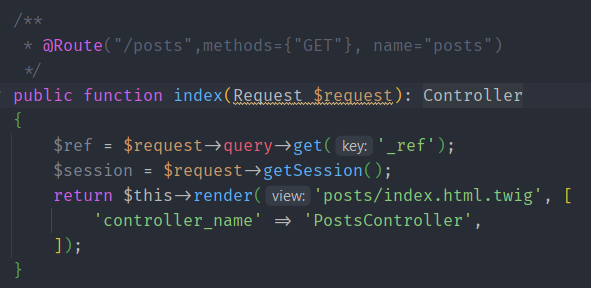 /**
 * @Route("/posts",methods={"GET"}, name="posts")
 */
public function index(Request $request): Controller
{
    $ref = $request->query->get( key: '_ref');
    $session = $request->getSession();
    return $this->render( view: 'posts/index.html.twig', [
        'controller_name' => 'PostsController',
    ]);
}